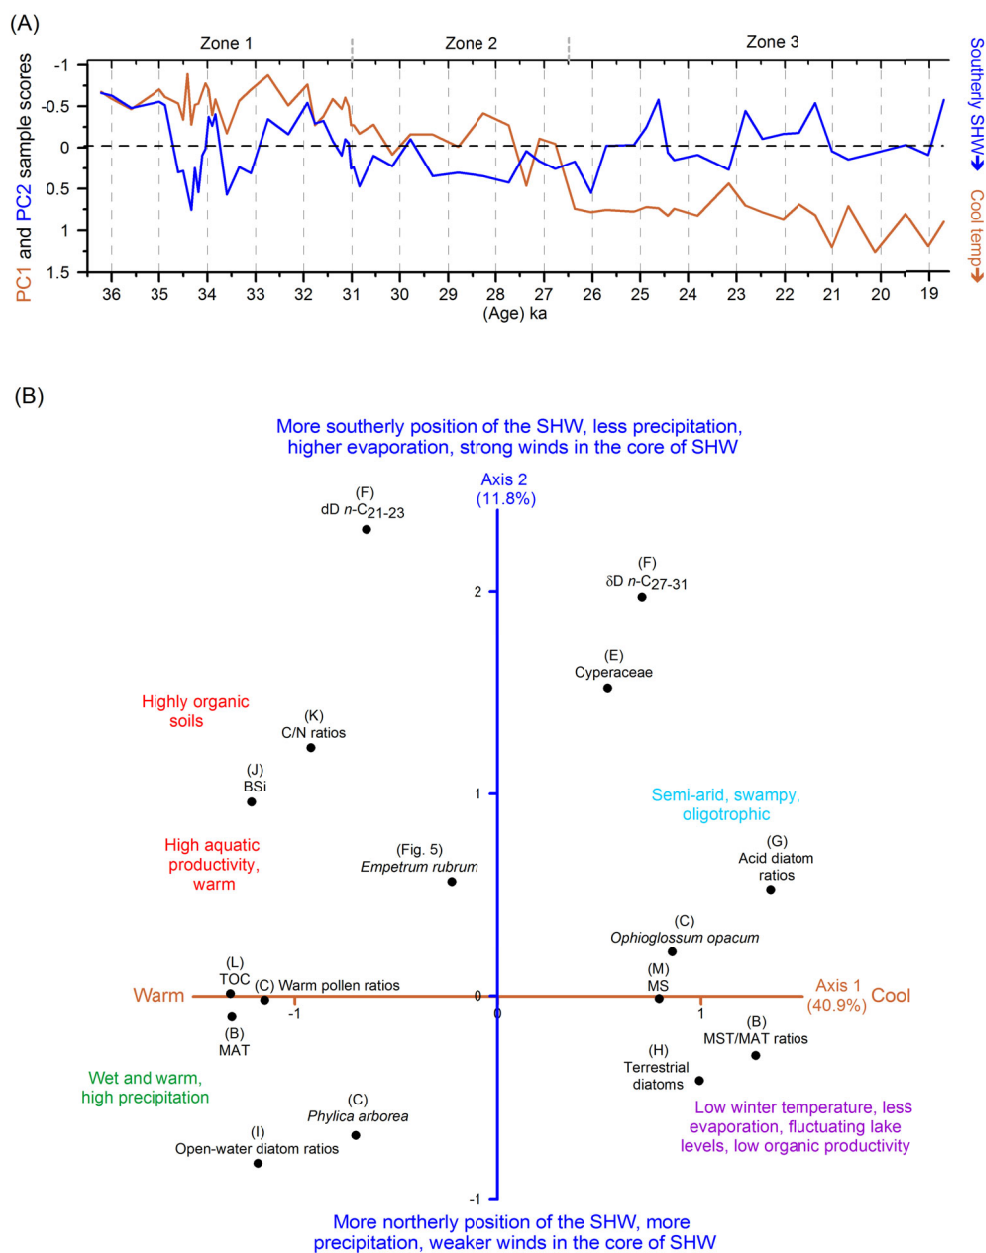 (A)
Zone 1
Zone 2
Zone 3
PC1 and PC2 sample scores
-1
-0.5
0
0.5
1
1.5
36 35 34 33 32 31 30 29 28 27 26 25 24 23 22 21 20 19
(Age) ka
Southerly SHW→
Cool temp→
(B)
More southerly position of the SHW, less precipitation,
higher evaporation, strong winds in the core of SHW
Axis 2
(11.8%)
(F)
dD n-C21-23
(F)
δD n-C27-31
2
(E)
Cyperaceae
Highly organic
soils
(K)
C/N ratios
(J)
BSi
1
Semi-arid, swampy,
oligotrophic
High aquatic
productivity,
warm
(Fig. 5)
Empetrum rubrum
(G)
Acid diatom
ratios
(C)
Ophioglossum opacum
(L)
TOC
(C) Warm pollen ratios
(M)
MS
Warm
0
Axis 1
(40.9%)
Cool
-1
0
1
(B)
MAT
(B)
MST/MAT ratios
(H)
Terrestrial
diatoms
Wet and warm,
high precipitation
(C)
Phylica arborea
Low winter temperature, less
evaporation, fluctuating lake
levels, low organic productivity
(I)
Open-water diatom ratios
-1
More northerly position of the SHW, more
precipitation, weaker winds in the core of SHW